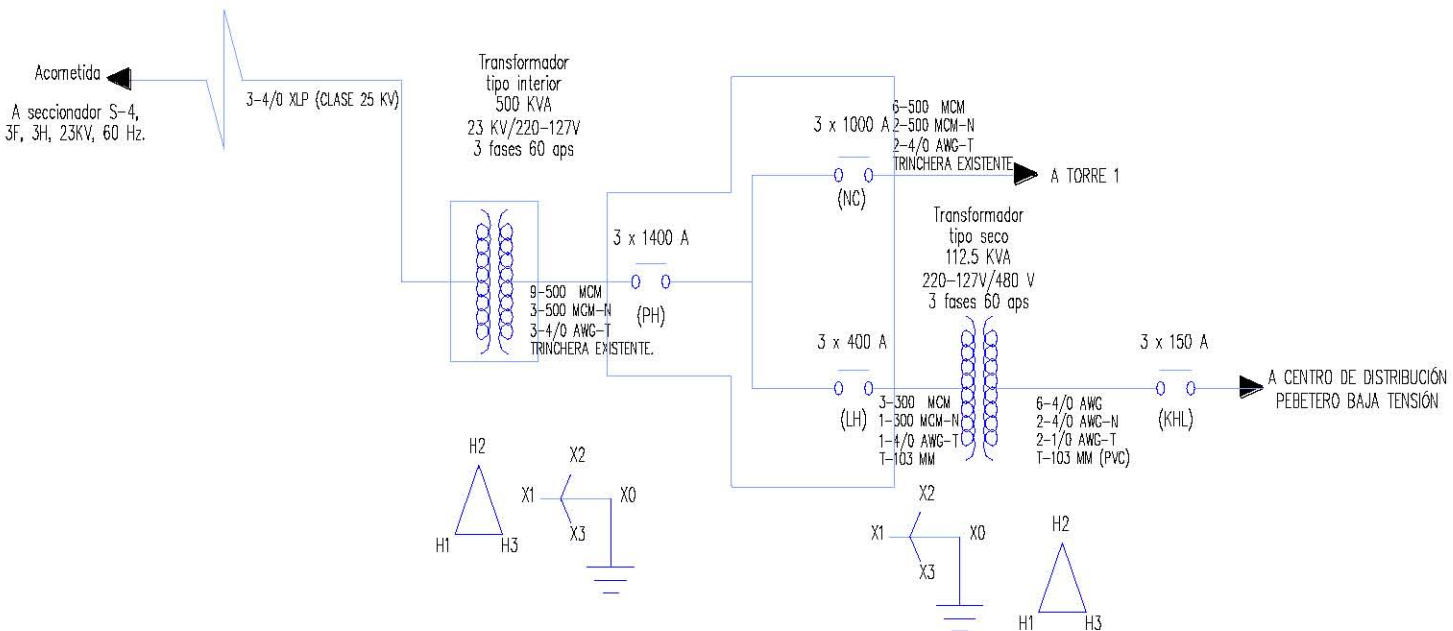 Acometida
A seccionador S-4,
3F, 3H, 23KV, 60 Hz.
3-4/0 XLP (CLASE 25 KV)
Transformador
tipo interior
500 KVA
23 KV/220-127V
3 fases 60 aps
9-500 MCM
3-500 MCM-N
3-4/0 AWG-T
TRINCHERA EXISTENTE.
3 x 1400 A
(PH)
3 x 1000 A
(NC)
6-500 MCM
2-500 MCM-N
2-4/0 AWG-T
TRINCHERA EXISTENTE
A TORRE 1
3 x 400 A
(LH)
3-300 MCM
1-300 MCM-N
1-4/0 AWG-T
T-103 MM
Transformador
tipo seco
112.5 KVA
220-127V/480 V
3 fases 60 aps
6-4/0 AWG
2-4/0 AWG-N
2-1/0 AWG-T
T-103 MM (PVC)
3 x 150 A
(KHL)
A CENTRO DE DISTRIBUCIÓN
PEBETERO BAJA TENSIÓN
H2
H1
H3
X2
X1
X0
X3
X2
X1
X0
X3
H2
H1
H3